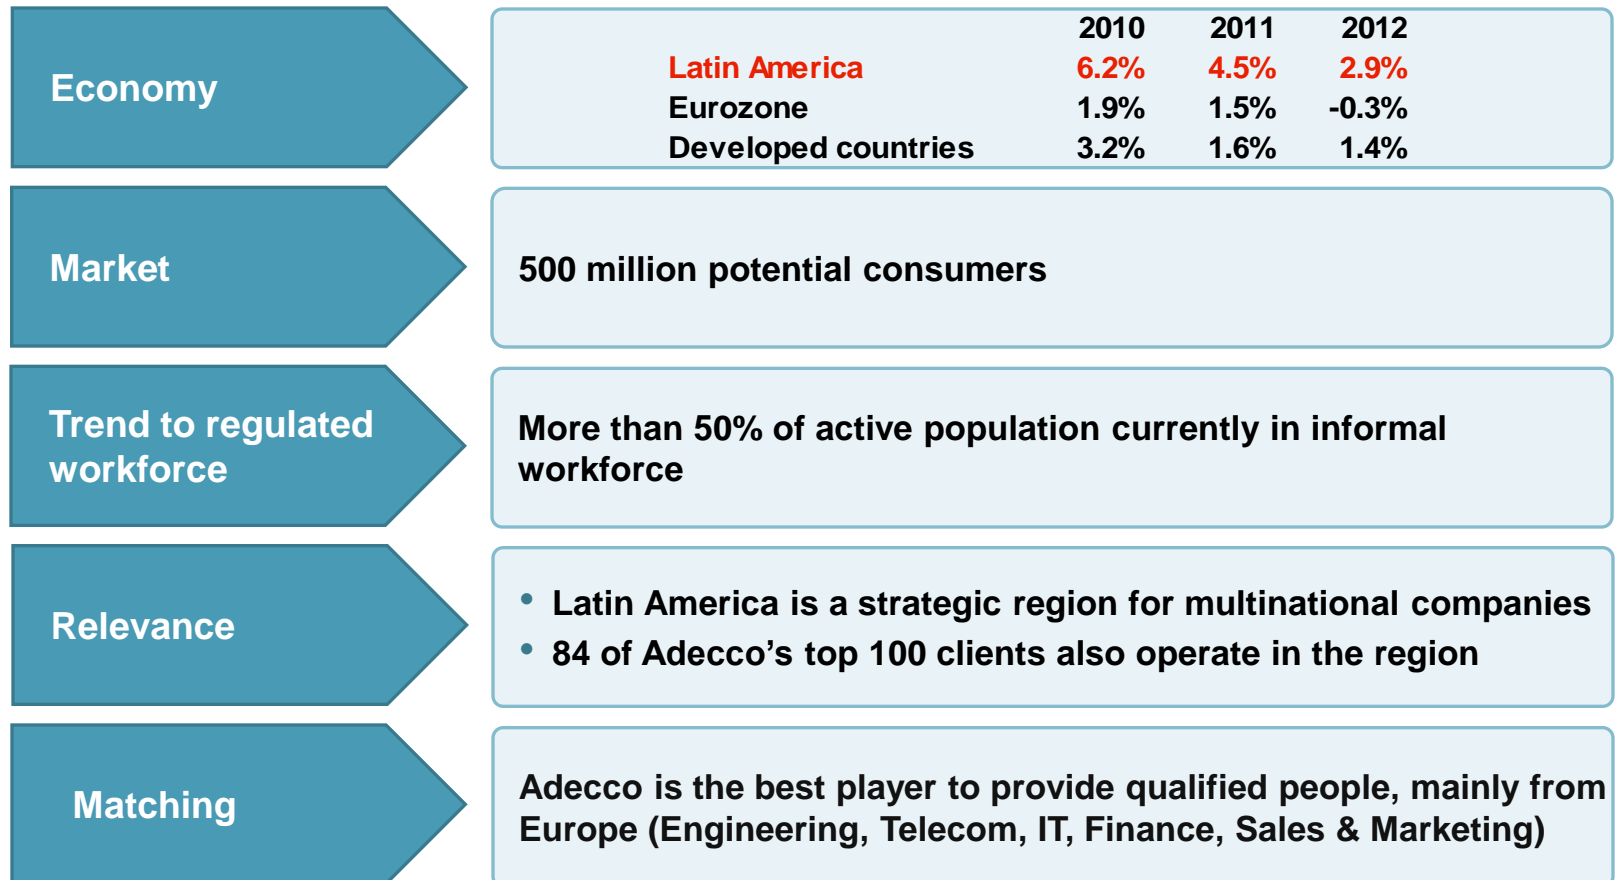 Economy
2010 2011 2012
Latin America 6.2% 4.5% 2.9%
Eurozone 1.9% 1.5% -0.3%
Developed countries 3.2% 1.6% 1.4%
Market
500 million potential consumers
Trend to regulated
workforce
More than 50% of active population currently in informal
workforce
Relevance
• Latin America is a strategic region for multinational companies
• 84 of Adecco’s top 100 clients also operate in the region
Matching
Adecco is the best player to provide qualified people, mainly from
Europe (Engineering, Telecom, IT, Finance, Sales & Marketing)